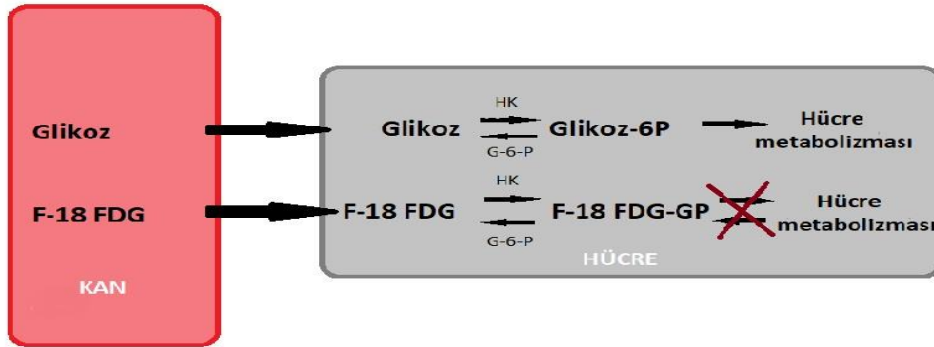 Glikoz
Glikoz
HK
G-6-P
Glikoz-6P
Hücre
metabolizması
F-18 FDG
F-18 FDG
HK
G-6-P
F-18 FDG-GP
Hücre
metabolizması
KAN
HÜCRE